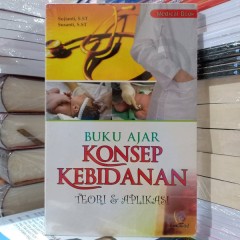 BUKU AJAR
KONSEP
KEBIDANAN
TEORI & APLIKASI